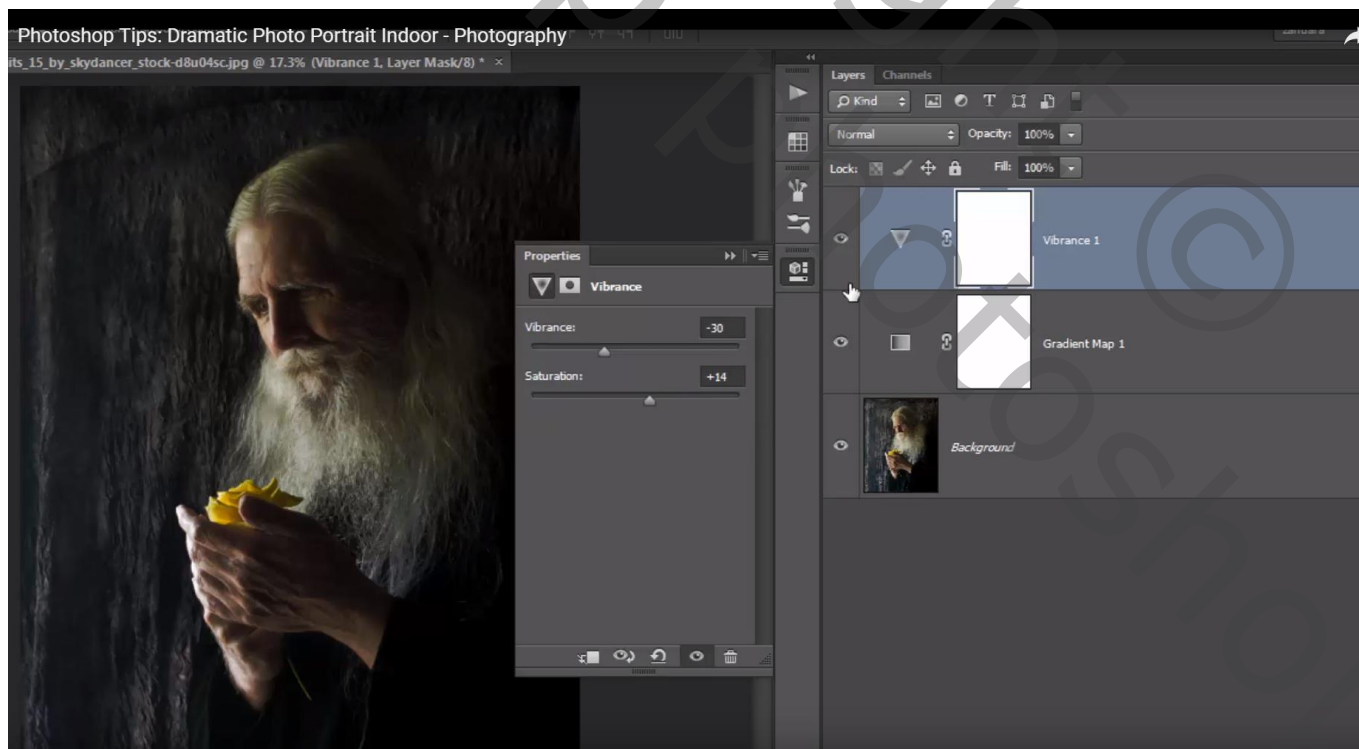 Photoshop Tips: Dramatic Photo Portrait Indoor - Photography
its_15_by_skydancer_stock-d8u04sc.jpg @ 17.3% (Vibrance 1, Layer Mask/8) * ×
Layers Channels
Kind
Normal Opacity: 100%
Lock: Fill: 100%
Vibrance 1
Properties
Vibrance
Vibrance: -30
Saturation: +14
Gradient Map 1
Background
©